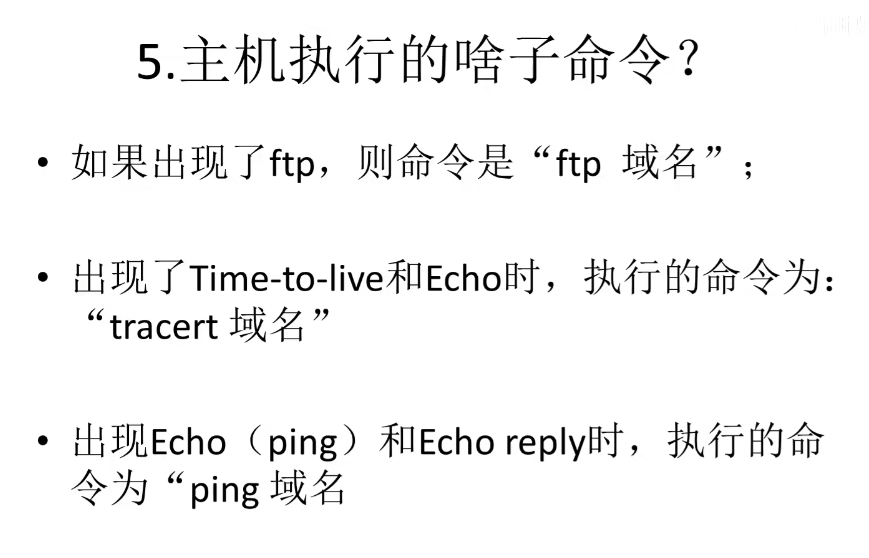 5.主机执行的啥子命令？
• 如果出现了ftp，则命令是“ftp 域名”；
• 出现了Time-to-live和Echo时，执行的命令为：
“tracert 域名”
• 出现Echo（ping）和Echo reply时，执行的命
令为“ping 域名